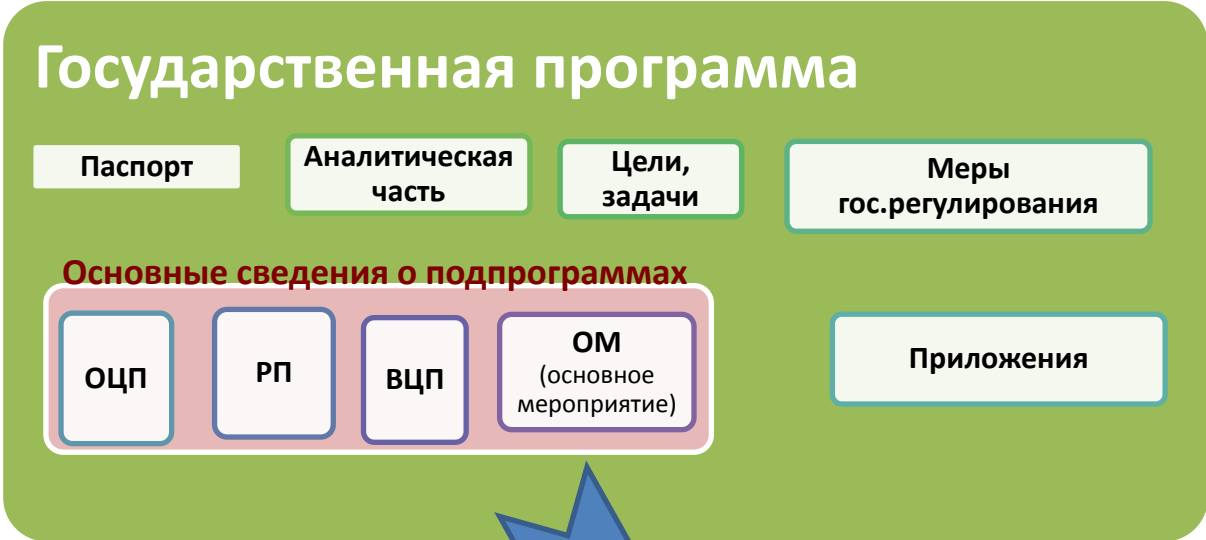 Государственная программа
Паспорт
Аналитическая
часть
Цели,
задачи
Меры
гос.регулирования
Основные сведения о подпрограммах
ОЦП
РП
ВЦП
ОМ
(основное
мероприятие)
Приложения